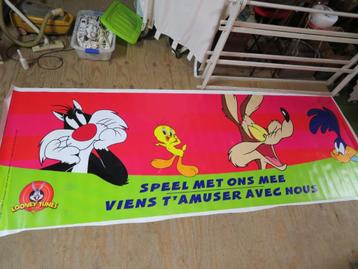 SPEEL MET ONS MEE
VIENS T'AMUSER AVEC NOUS
LOONEY TUNES